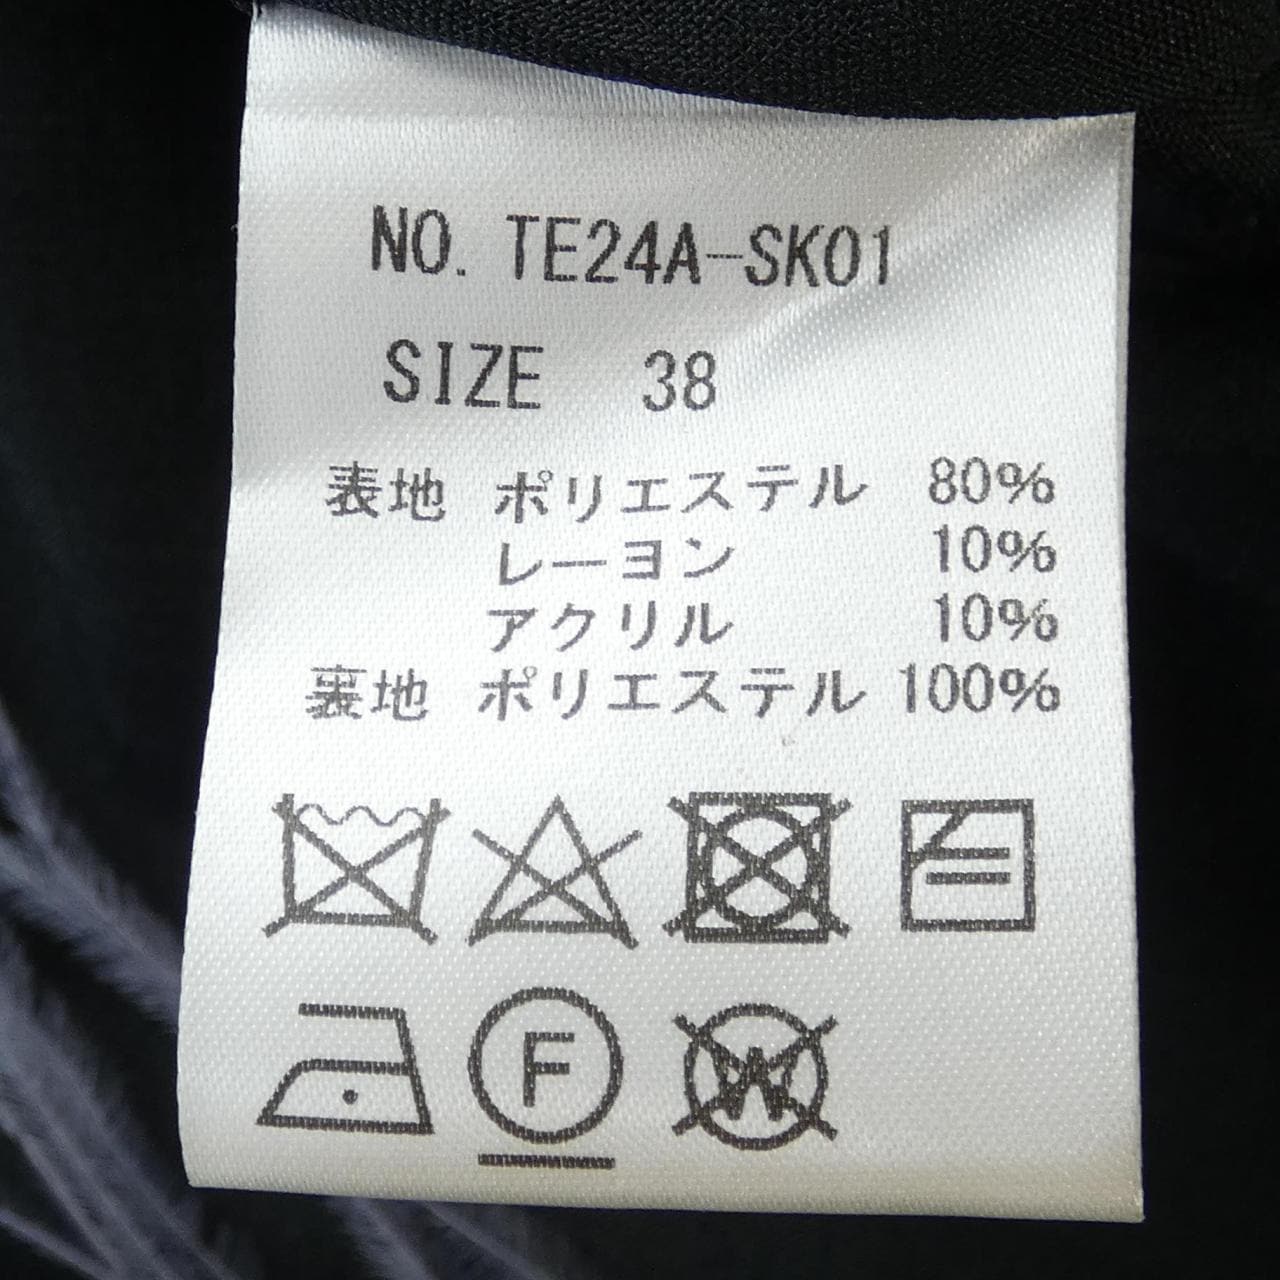 NO. TE24A-SK01
SIZE 38
表地 ポリエステル 80%
レーヨン 10%
アクリル 10%
裏地 ポリエステル 100%
F
W